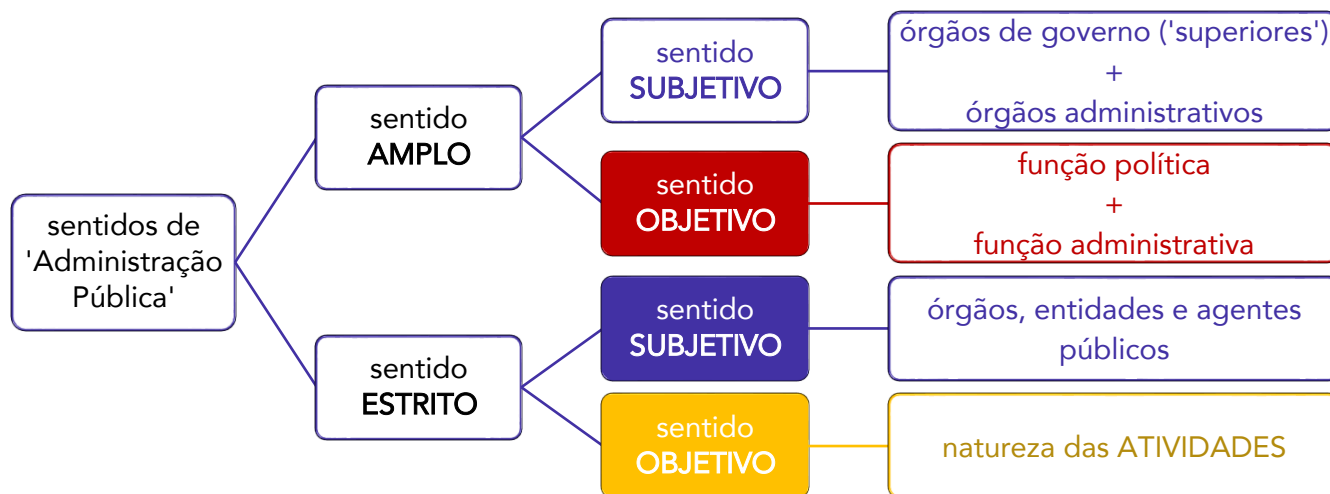 sentidos de
'Administração
Pública'
sentido
AMPLO
sentido
SUBJETIVO
órgãos de governo ('superiores')
+
órgãos administrativos
sentido
OBJETIVO
função política
+
função administrativa
sentido
ESTRITO
sentido
SUBJETIVO
órgãos, entidades e agentes
públicos
sentido
OBJETIVO
natureza das ATIVIDADES